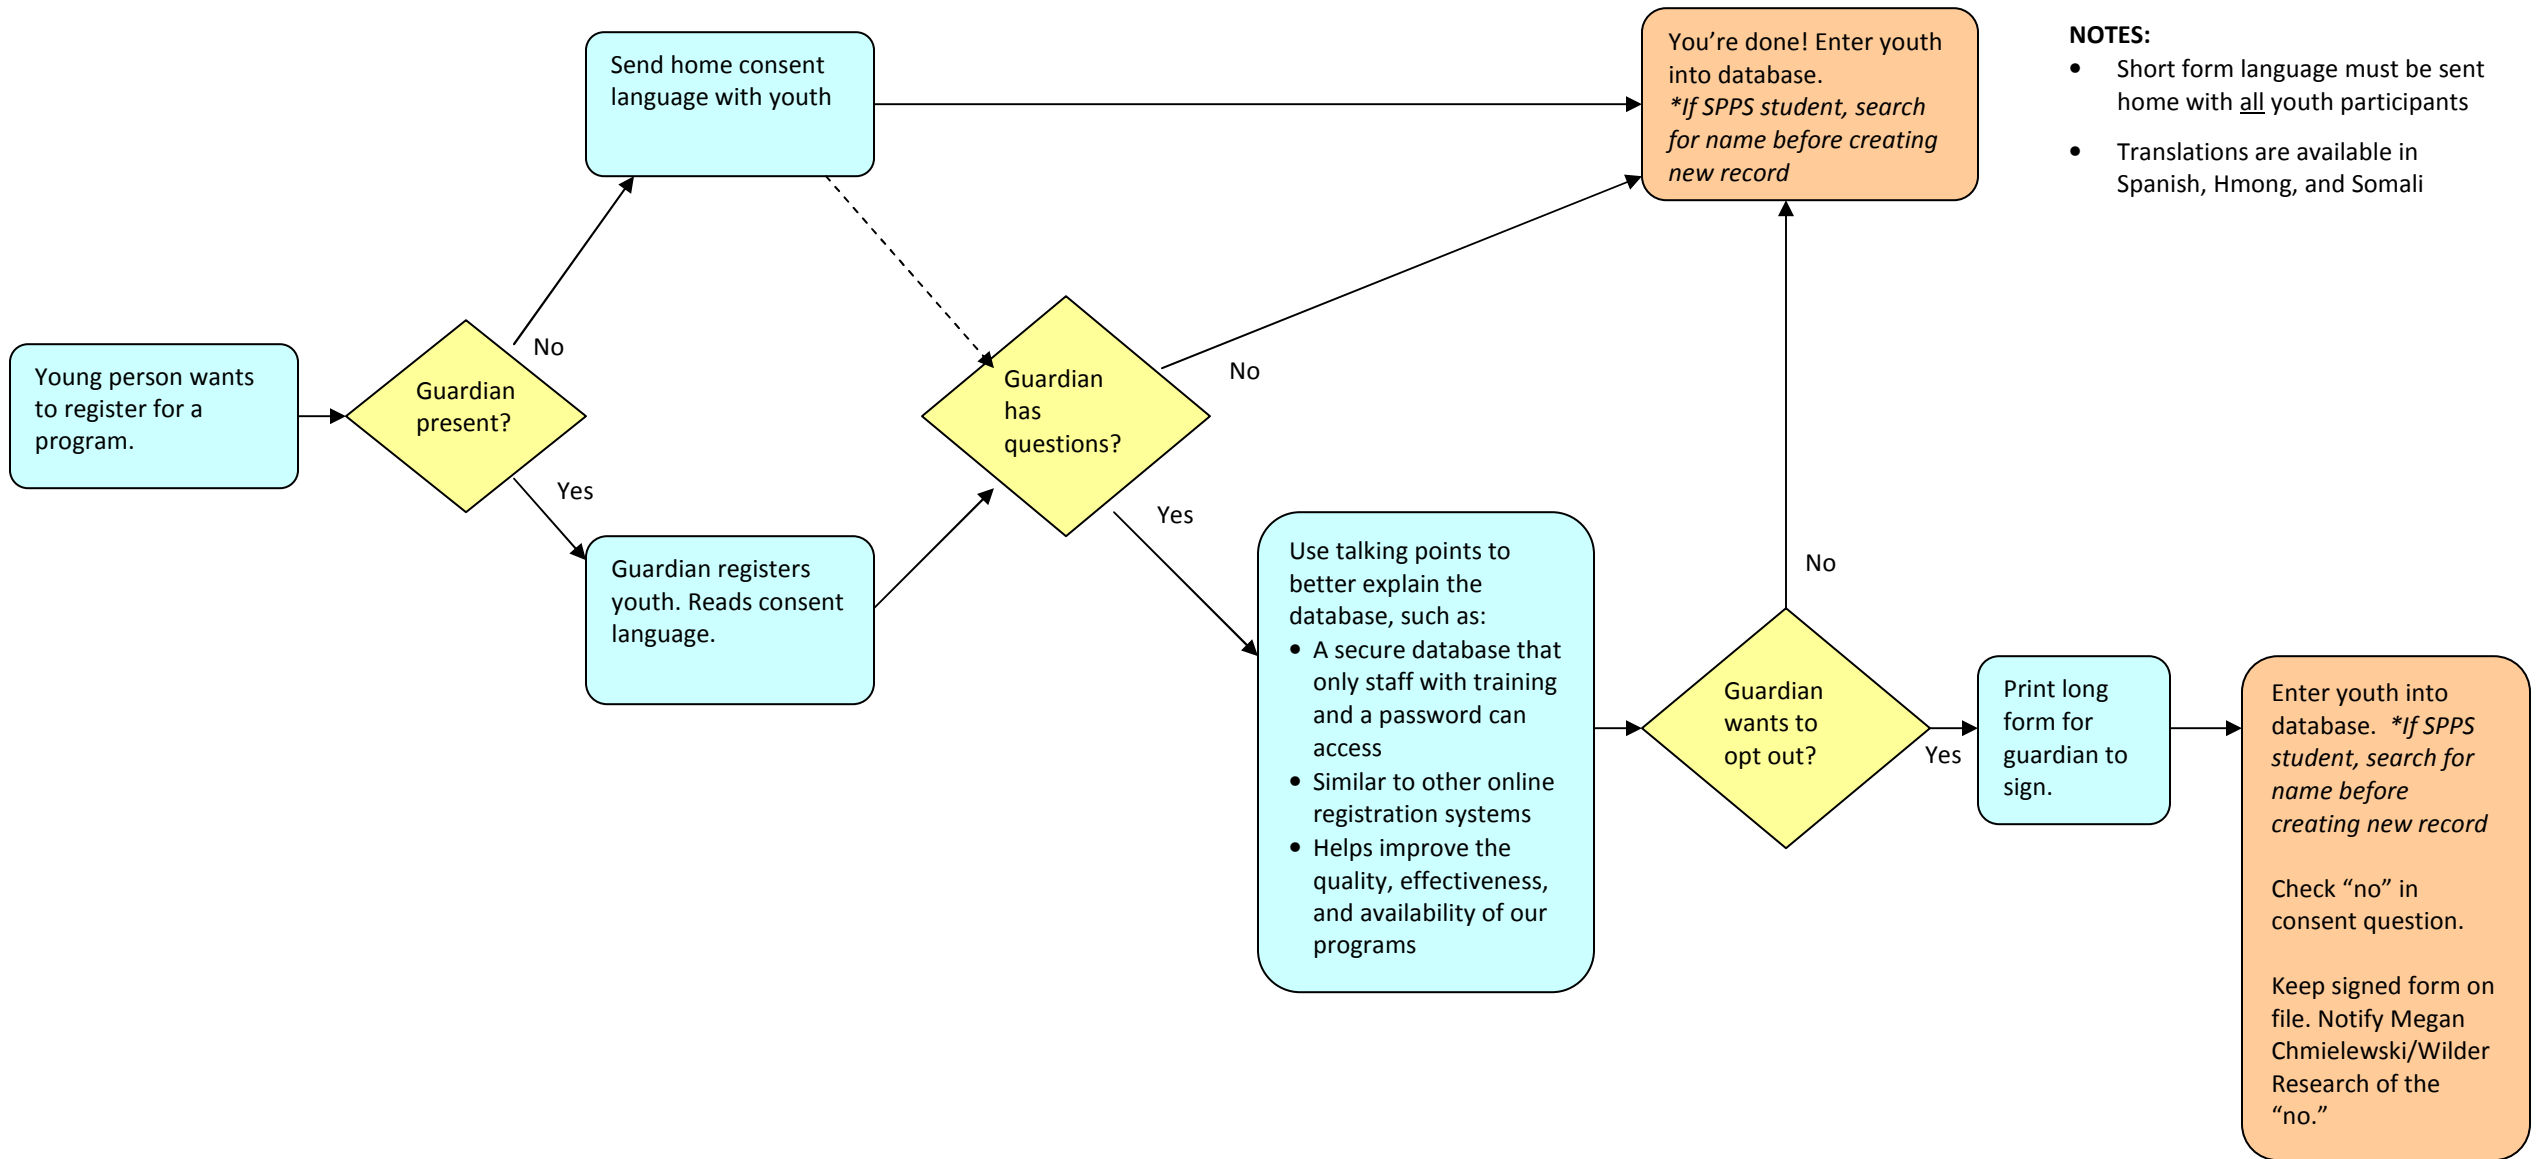 Send home consent
language with youth
You’re done! Enter youth
into database.
*If SPPS student, search
for name before creating
new record
NOTES:
• Short form language must be sent
home with all youth participants
• Translations are available in
Spanish, Hmong, and Somali
Young person wants
to register for a
program.
Guardian
present?
No
Yes
Guardian registers
youth. Reads consent
language.
Guardian
has
questions?
No
Yes
Use talking points to
better explain the
database, such as:
• A secure database that
only staff with training
and a password can
access
• Similar to other online
registration systems
• Helps improve the
quality, effectiveness,
and availability of our
programs
Guardian
wants to
opt out?
No
Yes
Print long
form for
guardian to
sign.
Enter youth into
database. *If SPPS
student, search for
name before
creating new record
Check “no” in
consent question.
Keep signed form on
file. Notify Megan
Chmielewski/Wilder
Research of the
“no.”